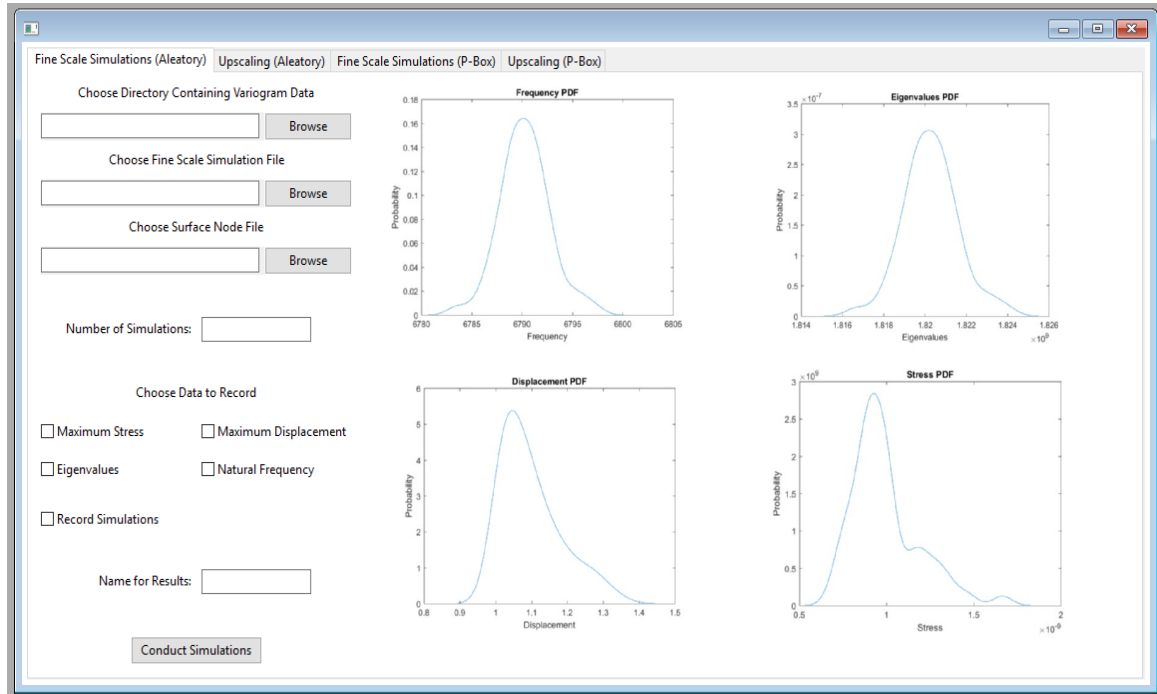 Fine Scale Simulations (Aleatory) Upscaling (Aleatory) Fine Scale Simulations (P-Box) Upscaling (P-Box)
Choose Directory Containing Variogram Data
Browse
Choose Fine Scale Simulation File
Browse
Choose Surface Node File
Browse
Number of Simulations:
Choose Data to Record
Maximum Stress Maximum Displacement
Eigenvalues Natural Frequency
Record Simulations
Name for Results:
Conduct Simulations
Frequency PDF
0.18
0.16
0.14
0.12
0.1
0.08
0.06
0.04
0.02
0
Probability
6780 6785 6790 6795 6800 6805
Frequency
Eigenvalues PDF
×10⁻⁷
3.5
3
2.5
2
1.5
1
0.5
0
Probability
1.814 1.816 1.818 1.82 1.822 1.824 1.826
Eigenvalues
×10⁹
Displacement PDF
6
5
4
3
2
1
0
Probability
0.8 0.9 1 1.1 1.2 1.3 1.4 1.5
Displacement
Stress PDF
×10⁹
3
2.5
2
1.5
1
0.5
0
Probability
0.5 1 1.5 2
Stress
×10⁻⁹